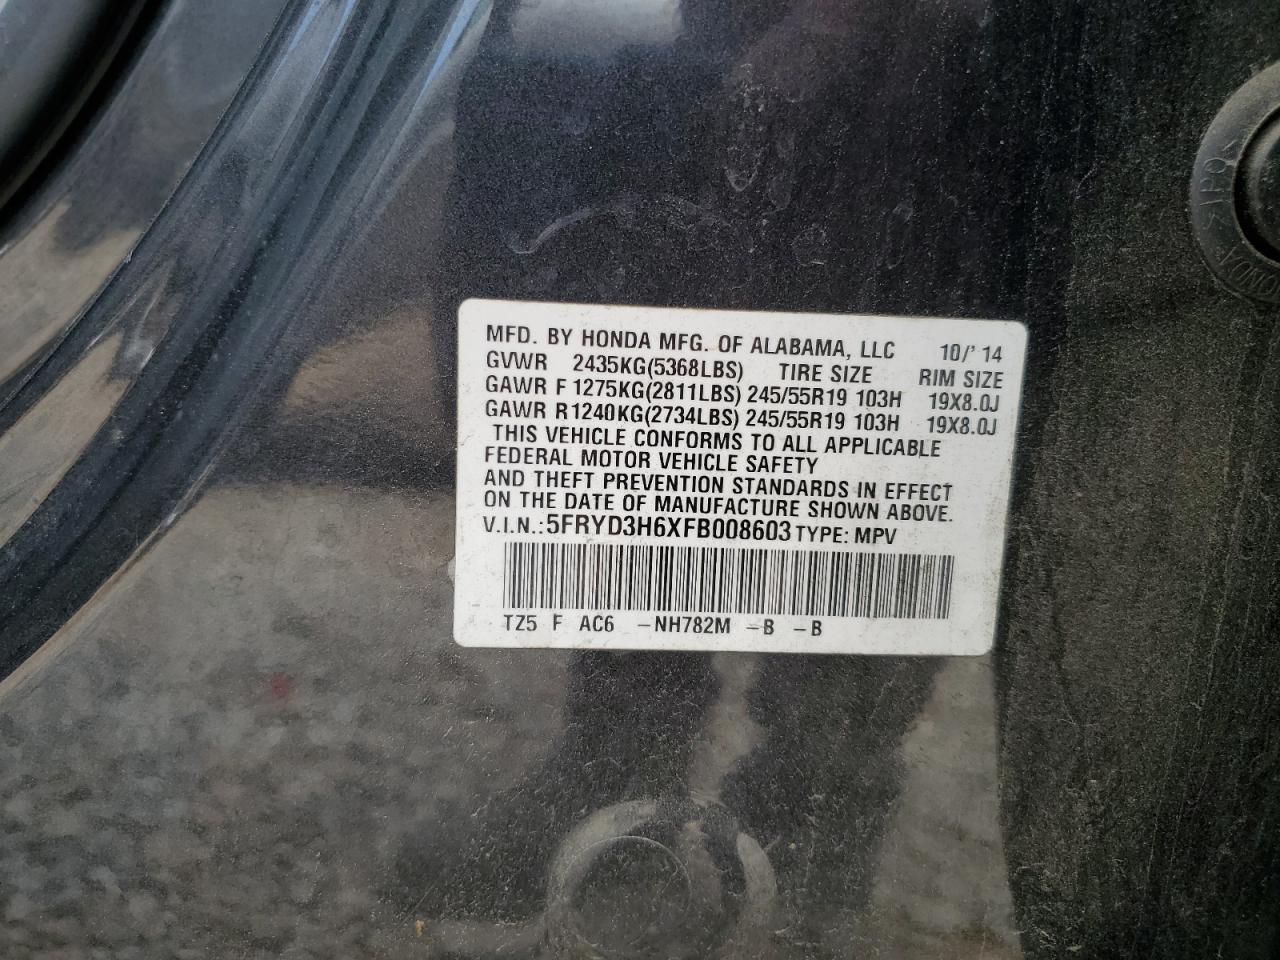 MFD. BY HONDA MFG. OF ALABAMA, LLC 10/' 14
GVWR 2435KG(5368LBS) TIRE SIZE RIM SIZE
GAWR F 1275KG(2811LBS) 245/55R19 103H 19X8.0J
GAWR R1240KG(2734LBS) 245/55R19 103H 19X8.0J
THIS VEHICLE CONFORMS TO ALL APPLICABLE
FEDERAL MOTOR VEHICLE SAFETY
AND THEFT PREVENTION STANDARDS IN EFFECT
ON THE DATE OF MANUFACTURE SHOWN ABOVE.
V.I.N.:5FRYD3H6XFB008603 TYPE: MPV
TZ5 F AC6 -NH782M -B -B